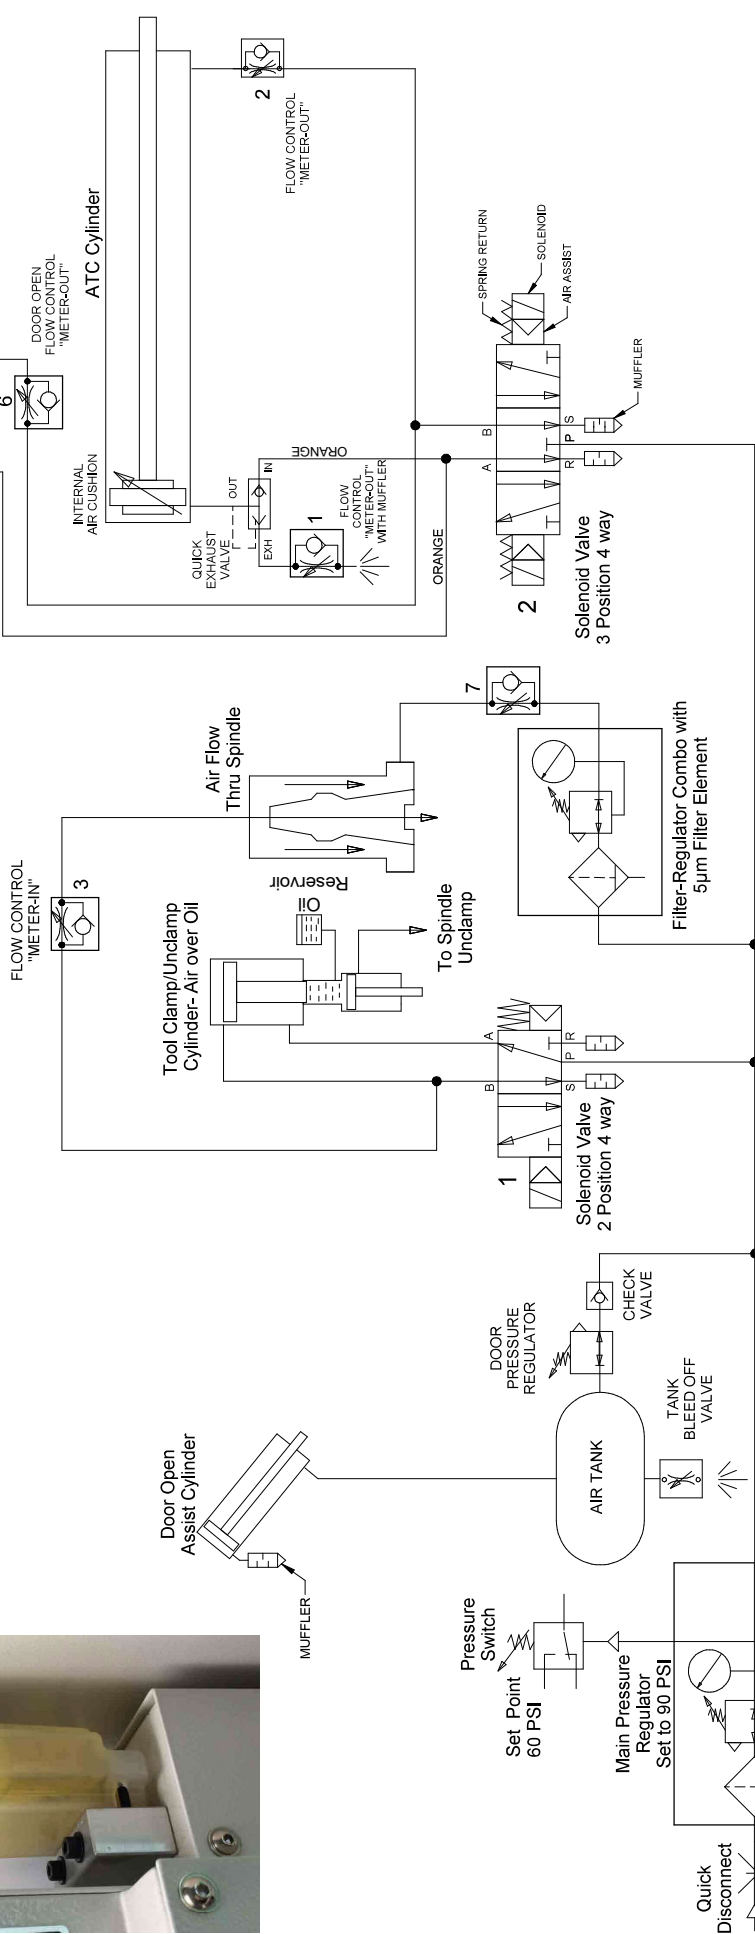 6
DOOR OPEN
FLOW CONTROL
"METER-OUT"
ATC Cylinder
2
FLOW CONTROL
"METER-OUT"
INTERNAL
AIR CUSHION
QUICK
EXHAUST
VALVE
OUT
IN
EXH
ORANGE
1
FLOW
CONTROL
"METER-OUT"
WITH MUFFLER
ORANGE
SPRING RETURN
SOLENOID
AIR ASSIST
A
B
R
P
S
MUFFLER
2
Solenoid Valve
3 Position 4 way
FLOW CONTROL
"METER-IN"
3
Air Flow
Thru Spindle
7
Reservoir
Oil
Tool Clamp/Unclamp
Cylinder- Air over Oil
To Spindle
Unclamp
Filter-Regulator Combo with
5µm Filter Element
B
A
S
P
R
1
Solenoid Valve
2 Position 4 way
DOOR
PRESSURE
REGULATOR
CHECK
VALVE
Door Open
Assist Cylinder
MUFFLER
AIR TANK
TANK
BLEED OFF
VALVE
Pressure
Switch
Set Point
60 PSI
Main Pressure
Regulator
Set to 90 PSI
Quick
Disconnect